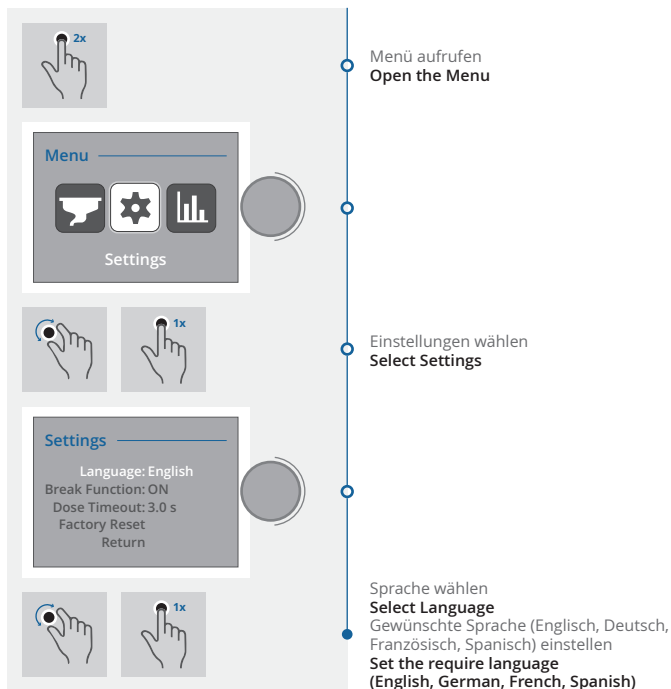 2x
Menü aufrufen
Open the Menu
Menu
Settings
1x
Einstellungen wählen
Select Settings
Settings
Language: English
Break Function: ON
Dose Timeout: 3.0 s
Factory Reset
Return
1x
Sprache wählen
Select Language
Gewünschte Sprache (Englisch, Deutsch,
Französisch, Spanisch) einstellen
Set the require language
(English, German, French, Spanish)